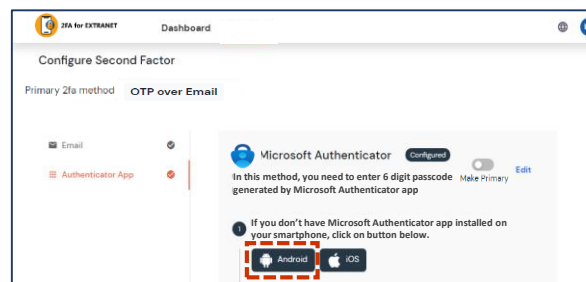 2FA for EXTRANET
Dashboard
Configure Second Factor
Primary 2fa method OTP over Email
Email
Authenticator App
Microsoft Authenticator
Configured
In this method, you need to enter 6 digit passcode
generated by Microsoft Authenticator app
Make Primary
Edit
1
If you don't have Microsoft Authenticator app installed on
your smartphone, click on button below.
Android
iOS